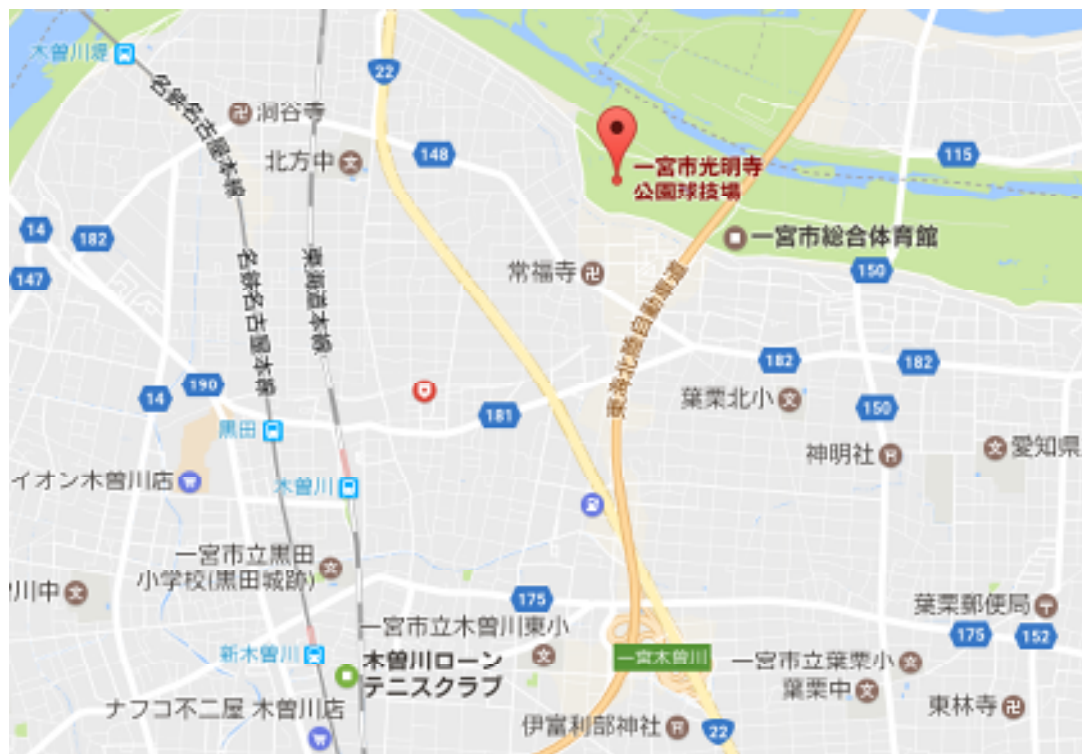 木曽川堤
22
名鉄名古屋本線
洞谷寺
148
北方中
一宮市光明寺
公園球技場
115
14
182
一宮市総合体育館
147
名鉄名古屋本線
東海道本線
常福寺
東海北陸自動車道
150
182
182
190
14
葉栗北小
150
181
黒田
神明社
愛知県
イオン木曽川店
木曽川
一宮市立黒田
小学校(黒田城跡)
川中
175
葉栗郵便局
175
152
一宮市立木曽川東小
新木曽川
木曽川ローン
テニスクラブ
一宮木曽川
一宮市立葉栗小
葉栗中
ナフコ不二屋 木曽川店
伊富利部神社
22
東林寺